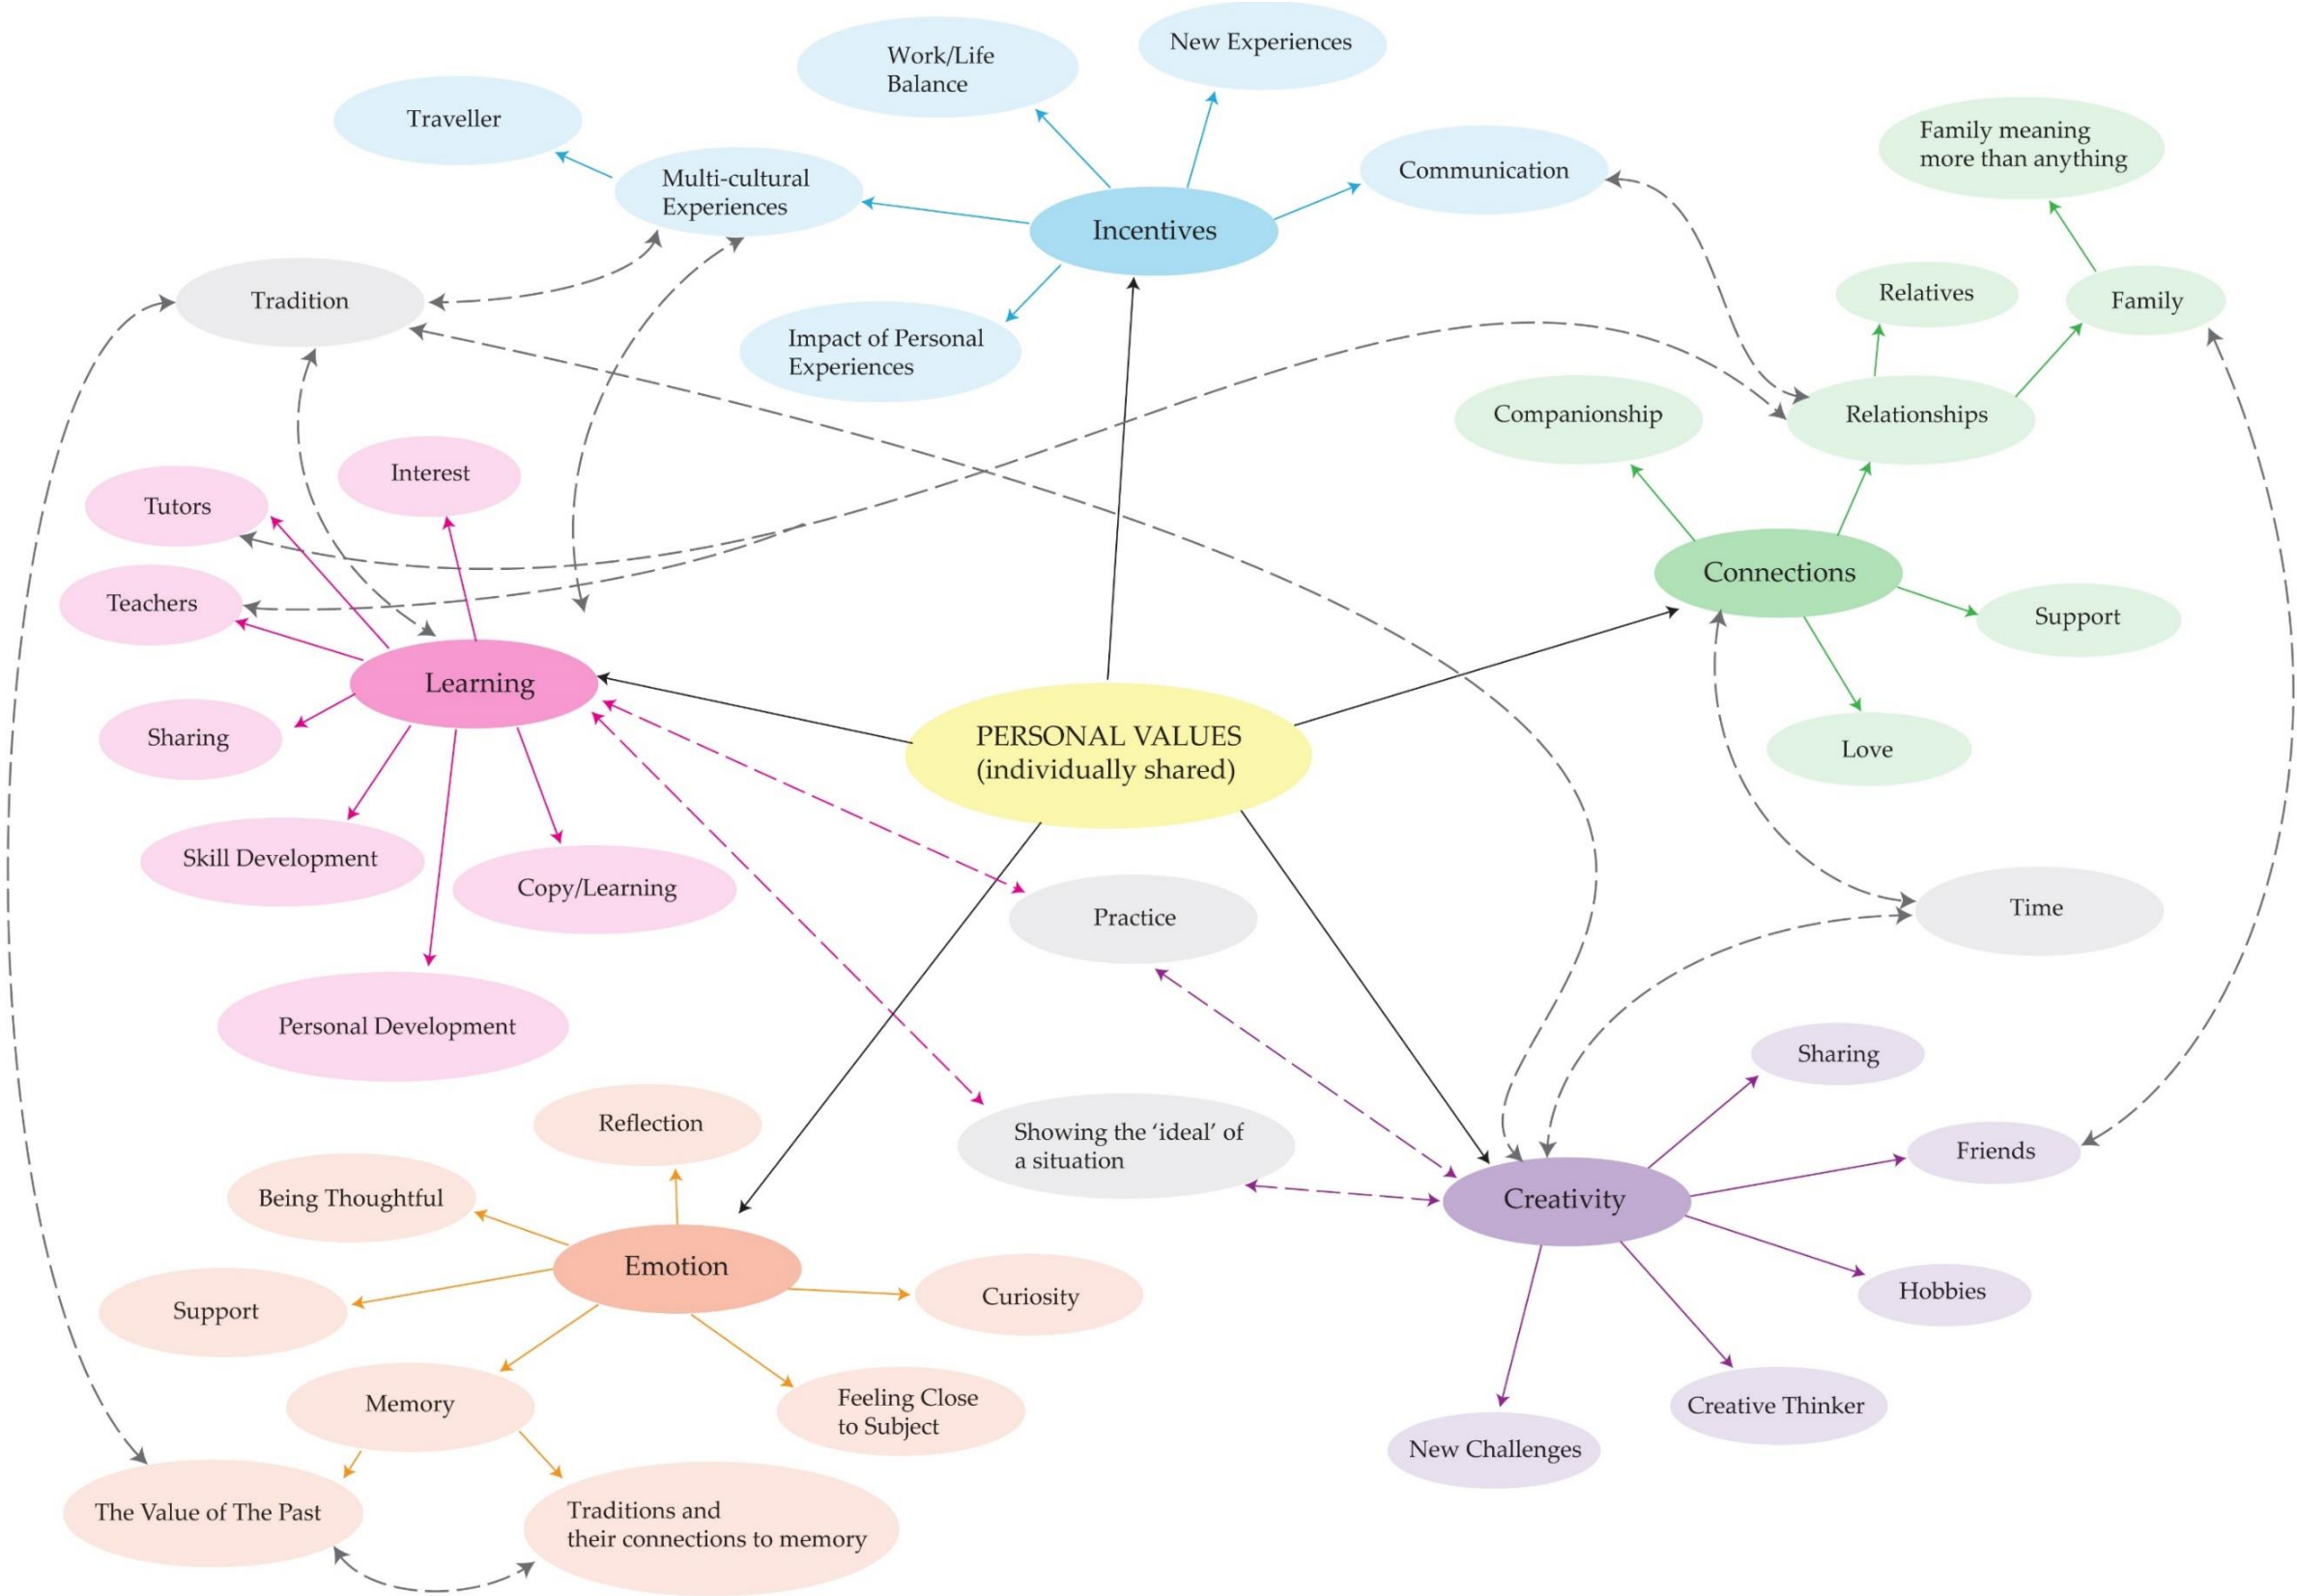 Work/Life
Balance
New Experiences
Traveller
Multi-cultural
Experiences
Communication
Family meaning
more than anything
Incentives
Tradition
Impact of Personal
Experiences
Relatives
Family
Companionship
Relationships
Interest
Tutors
Teachers
Connections
Support
Learning
Sharing
PERSONAL VALUES
(individually shared)
Love
Skill Development
Copy/Learning
Practice
Time
Personal Development
Sharing
Reflection
Showing the ‘ideal’ of
a situation
Friends
Being Thoughtful
Creativity
Emotion
Support
Curiosity
Hobbies
Memory
Feeling Close
to Subject
Creative Thinker
New Challenges
The Value of The Past
Traditions and
their connections to memory